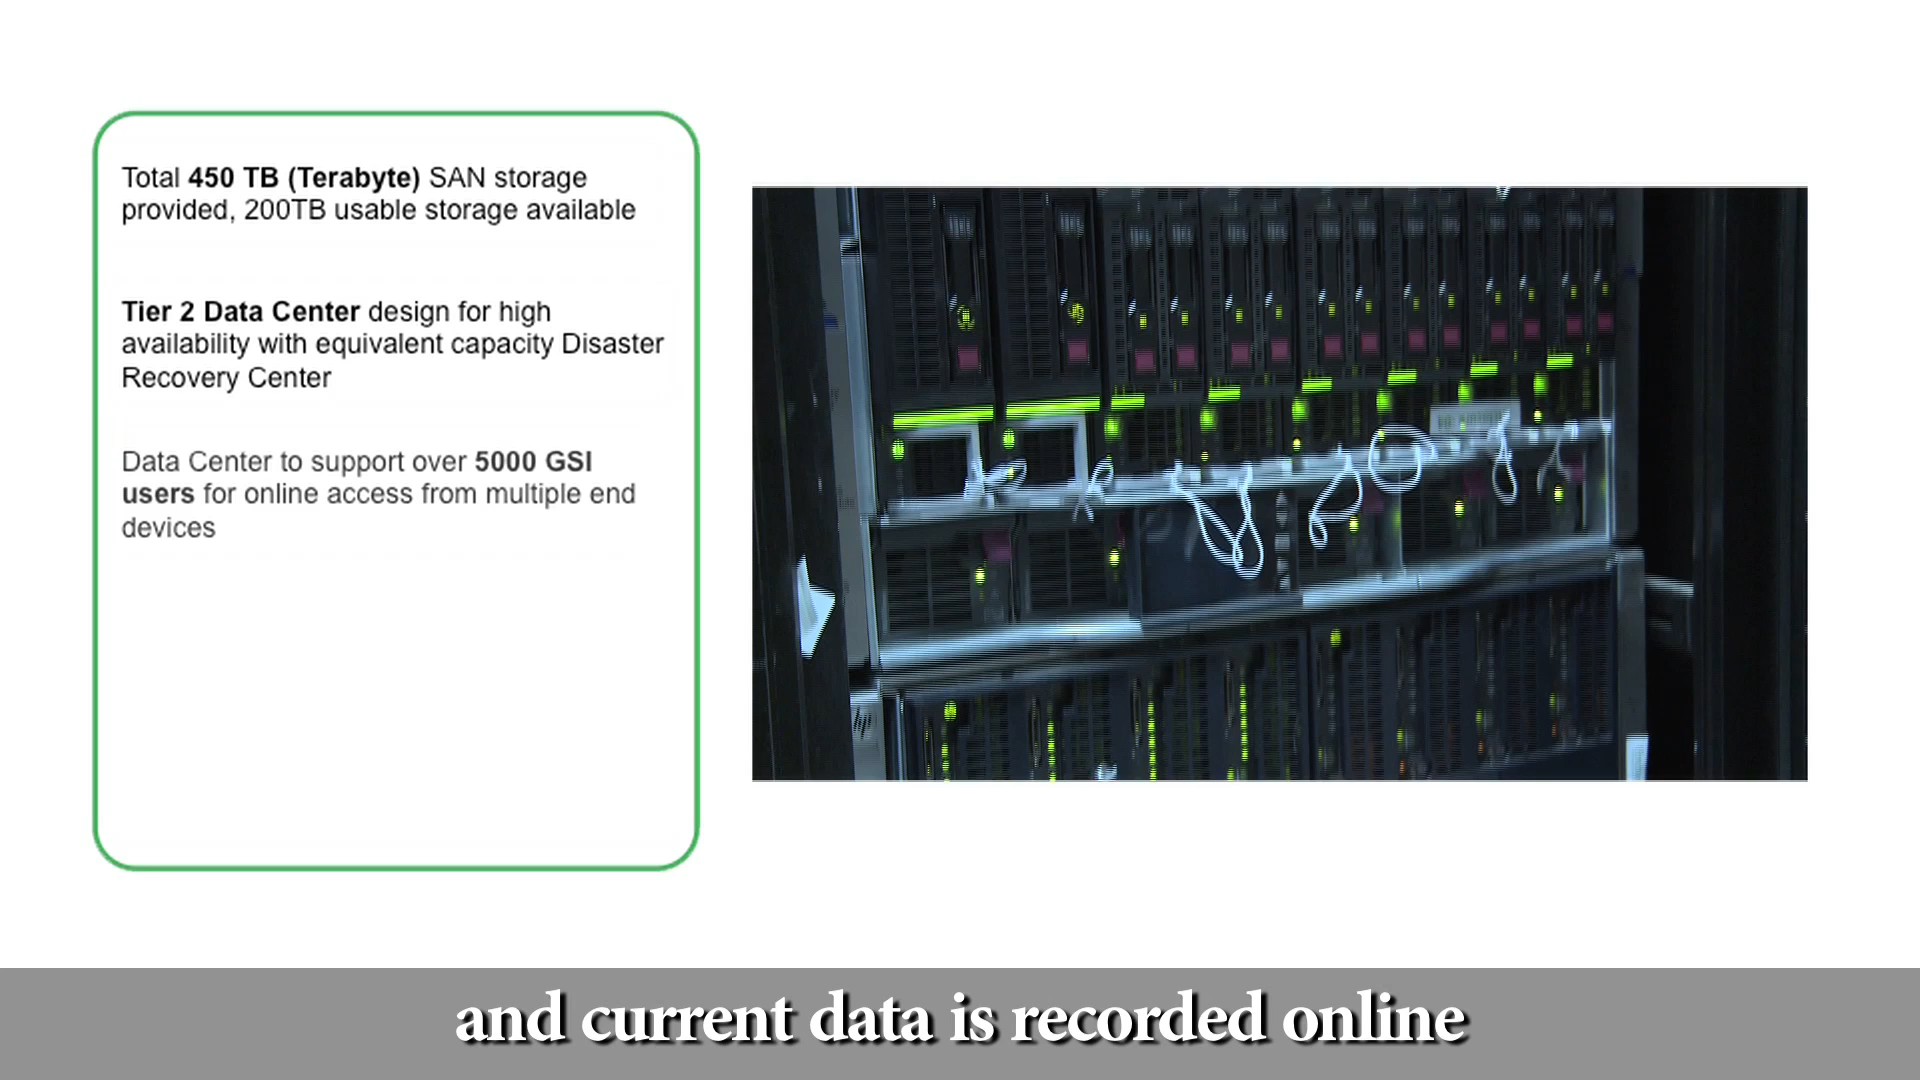 Total 450 TB (Terabyte) SAN storage
provided, 200TB usable storage available
Tier 2 Data Center design for high
availability with equivalent capacity Disaster
Recovery Center
Data Center to support over 5000 GSI
users for online access from multiple end
devices
hp
and current data is recorded online